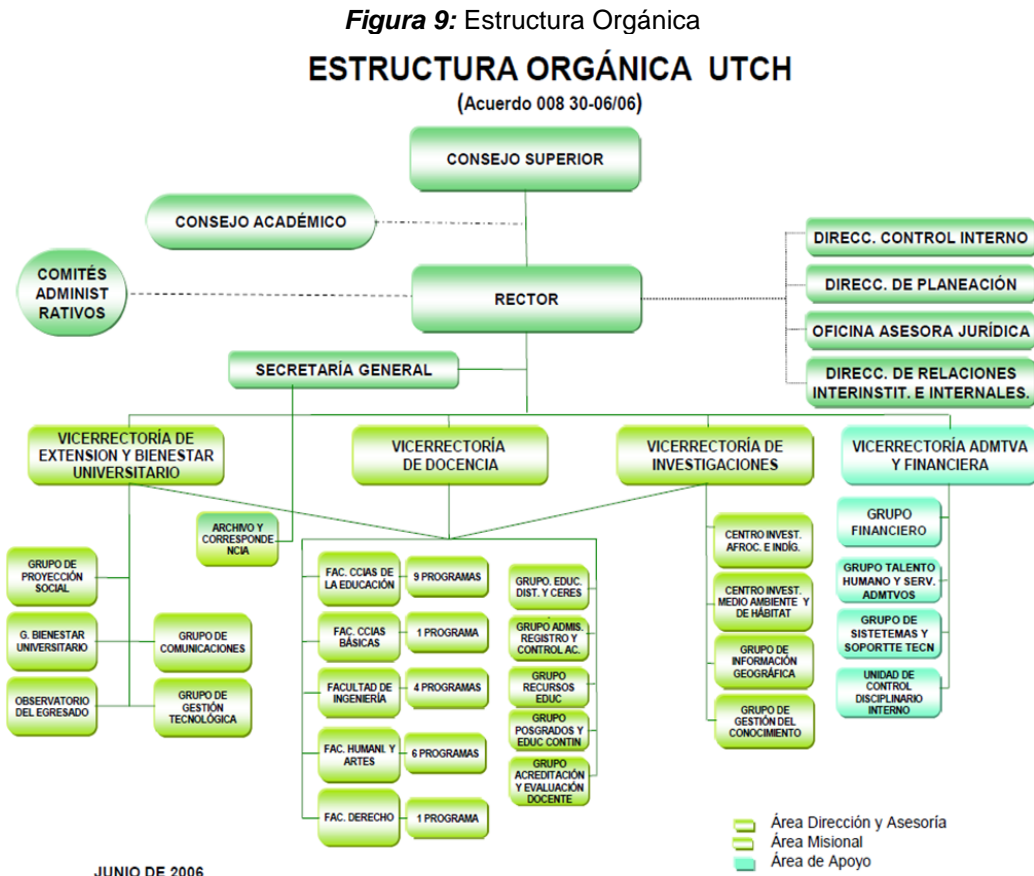 Figura 9: Estructura Orgánica
ESTRUCTURA ORGÁNICA UTCH
(Acuerdo 008 30-06/06)
CONSEJO SUPERIOR
CONSEJO ACADÉMICO
DIRECC. CONTROL INTERNO
COMITÉS
ADMINIST
RATIVOS
RECTOR
DIRECC. DE PLANEACIÓN
OFICINA ASESORA JURÍDICA
SECRETARÍA GENERAL
DIRECC. DE RELACIONES
INTERINSTIT. E INTERNALES.
VICERRECTORÍA DE
EXTENSION Y BIENESTAR
UNIVERSITARIO
VICERRECTORÍA
DE DOCENCIA
VICERRECTORÍA DE
INVESTIGACIONES
VICERRECTORÍA ADMTVA
Y FINANCIERA
ARCHIVO Y
CORRESPONDE
NCIA
GRUPO DE
PROYECCIÓN
SOCIAL
G. BIENESTAR
UNIVERSITARIO
GRUPO DE
COMUNICACIONES
OBSERVATORIO
DEL EGRESADO
GRUPO DE
GESTIÓN
TECNOLÓGICA
FAC. CCIAS DE
LA EDUCACIÓN
9 PROGRAMAS
FAC. CCIAS
BÁSICAS
1 PROGRAMA
FACULTAD DE
INGENIERÍA
4 PROGRAMAS
FAC. HUMANI. Y
ARTES
6 PROGRAMAS
FAC. DERECHO
1 PROGRAMA
GRUPO. EDUC.
DIST. Y CERES
GRUPO ADMIS.
REGISTRO Y
CONTROL AC.
GRUPO
RECURSOS
EDUC
GRUPO
POSGRADOS Y
EDUC CONTIN
GRUPO
ACREDITACIÓN
Y EVALUACIÓN
DOCENTE
CENTRO INVEST.
AFROC. E INDÍG.
CENTRO INVEST.
MEDIO AMBIENTE Y
DE HÁBITAT
GRUPO DE
INFORMACIÓN
GEOGRÁFICA
GRUPO DE
GESTIÓN DEL
CONOCIMIENTO
GRUPO
FINANCIERO
GRUPO TALENTO
HUMANO Y SERV.
ADMTVOS
GRUPO DE
SISTETEMAS Y
SOPORTTE TECN
UNIDAD DE
CONTROL
DISCIPLINARIO
INTERNO
Área Dirección y Asesoría
Área Misional
Área de Apoyo
JUNIO DE 2006